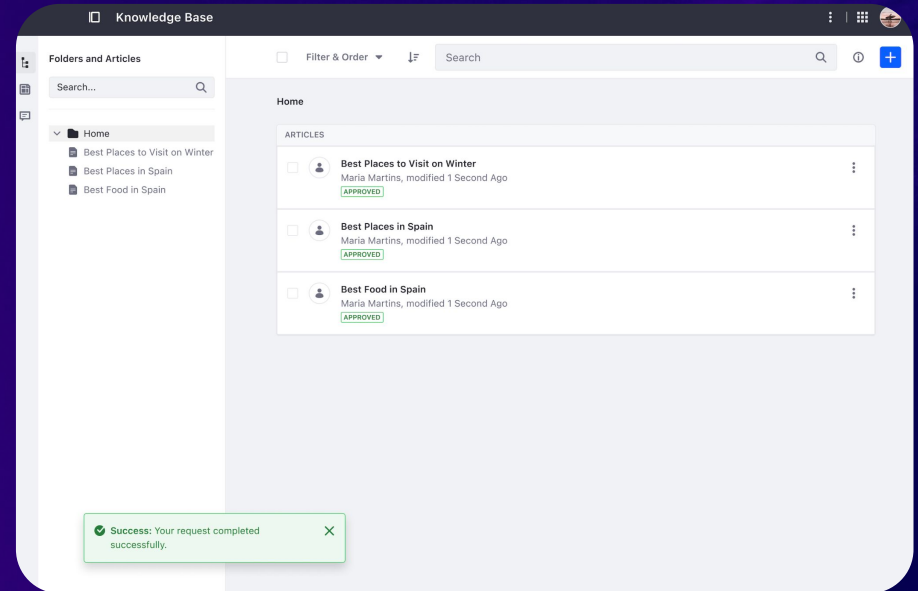 Knowledge Base
Folders and Articles
Search...
Home
Best Places to Visit on Winter
Best Places in Spain
Best Food in Spain
Filter & Order
Search
Home
ARTICLES
Best Places to Visit on Winter
Maria Martins, modified 1 Second Ago
APPROVED
Best Places in Spain
Maria Martins, modified 1 Second Ago
APPROVED
Best Food in Spain
Maria Martins, modified 1 Second Ago
APPROVED
Success: Your request completed
successfully.